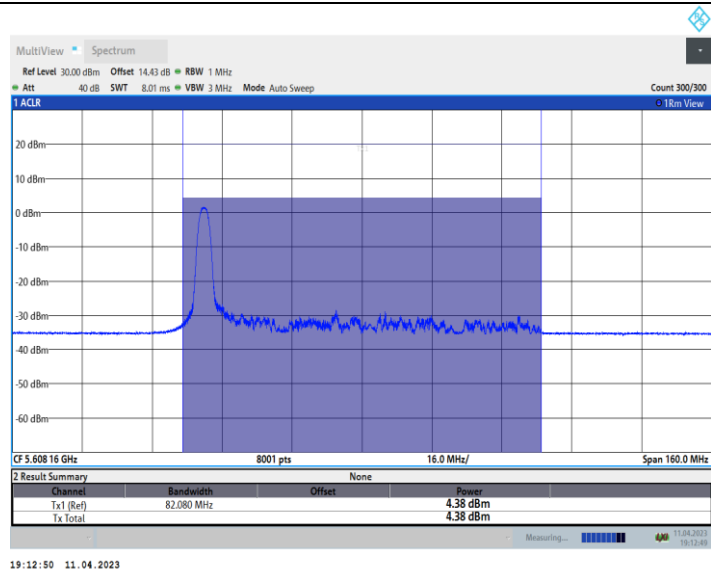 MultiView Spectrum
Ref Level 30.00 dBm Offset 14.43 dB RBW 1 MHz
Att 40 dB SWT 8.01 ms VBW 3 MHz Mode Auto Sweep Count 300/300
1 ACLR 1Rm View
20 dBm
10 dBm
0 dBm
-10 dBm
-20 dBm
-30 dBm
-40 dBm
-50 dBm
-60 dBm
CF 5.608 16 GHz 8001 pts 16.0 MHz/ Span 160.0 MHz
2 Result Summary None
Channel Bandwidth Offset Power
Tx1 (Ref) 82.080 MHz 4.38 dBm
Tx Total 4.38 dBm
Measuring... 11.04.2023
19:12:49
19:12:50 11.04.2023